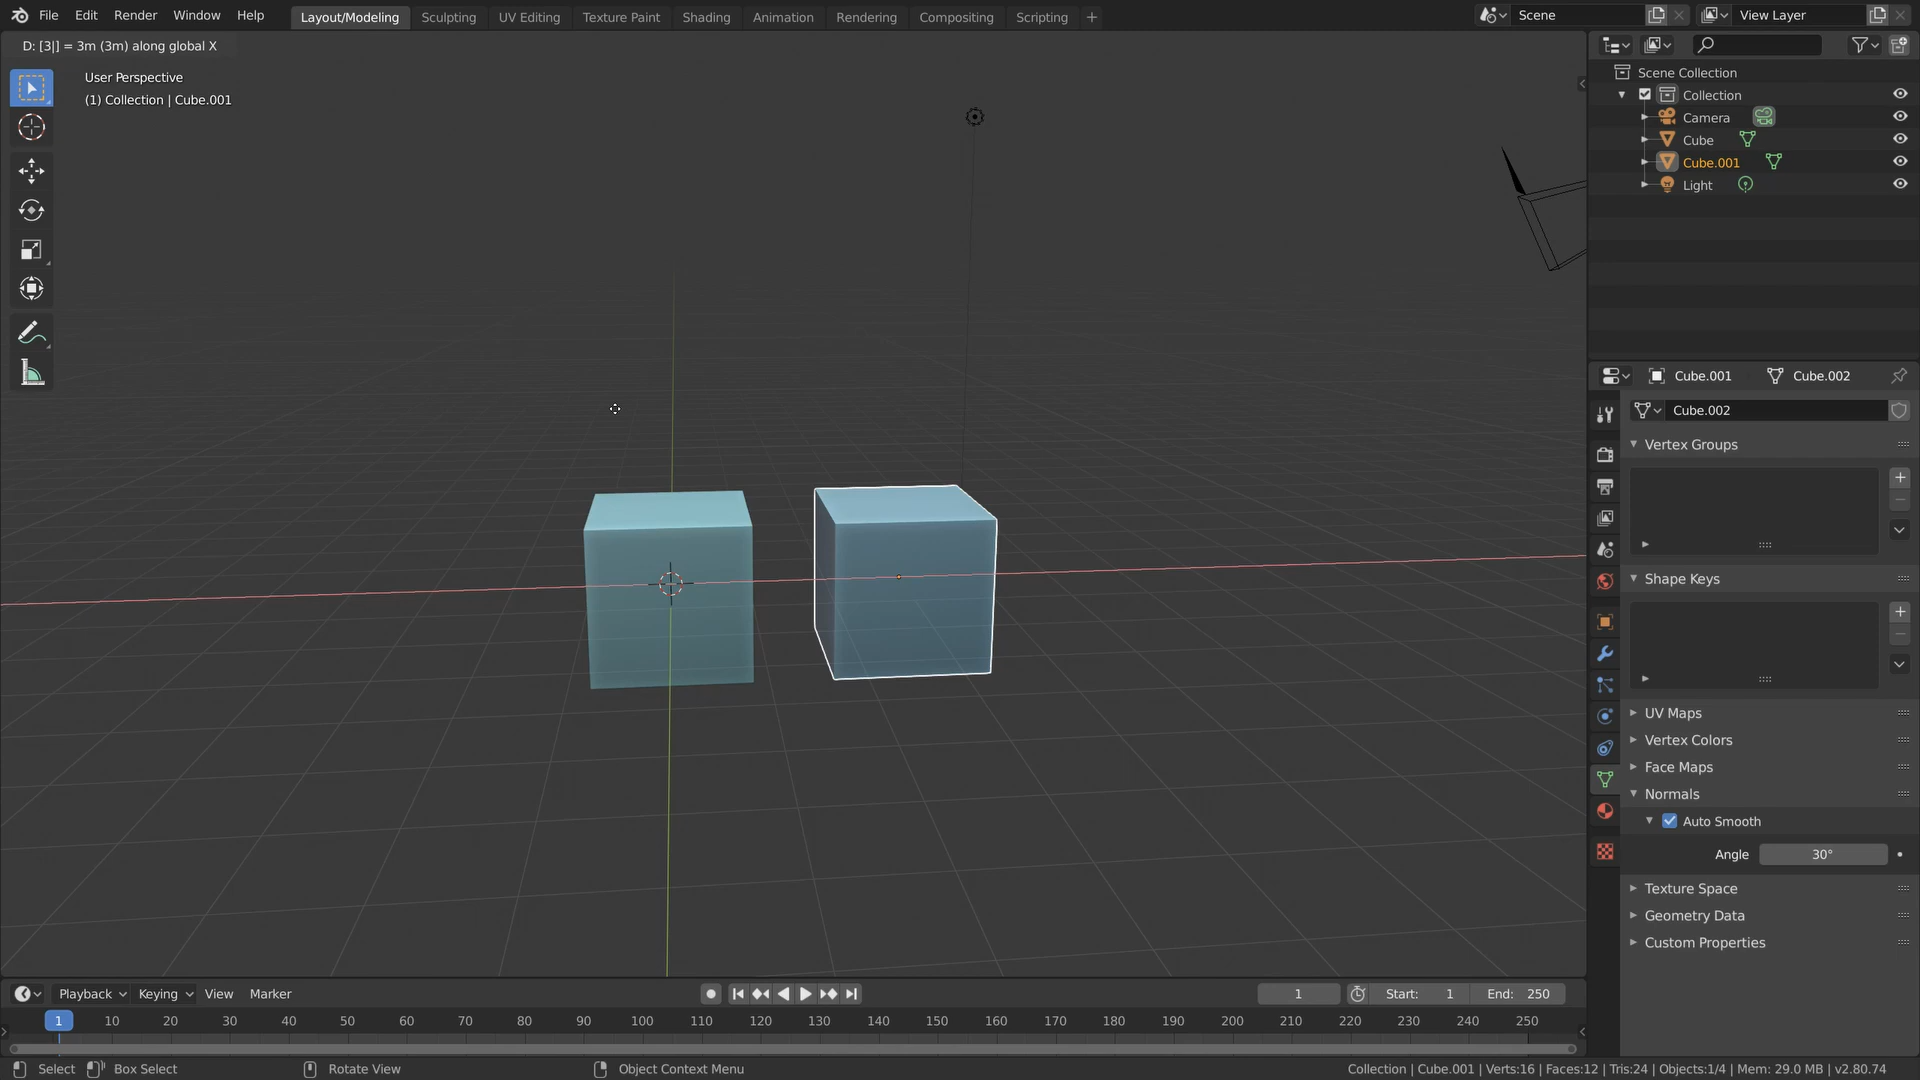 File Edit Render Window Help Layout/Modeling Sculpting UV Editing Texture Paint Shading Animation Rendering Compositing Scripting + Scene View Layer
D: [3|] = 3m (3m) along global X
User Perspective
(1) Collection | Cube.001
Scene Collection
Collection
Camera
Cube
Cube.001
Light
Cube.001 Cube.002
Cube.002
Vertex Groups
Shape Keys
UV Maps
Vertex Colors
Face Maps
Normals
Auto Smooth
Angle 30°
Texture Space
Geometry Data
Custom Properties
Playback Keying View Marker 1 Start: 1 End: 250
1 10 20 30 40 50 60 70 80 90 100 110 120 130 140 150 160 170 180 190 200 210 220 230 240 250
Select Box Select Rotate View Object Context Menu Collection | Cube.001 | Verts:16 | Faces:12 | Tris:24 | Objects:1/4 | Mem: 29.0 MB | v2.80.74